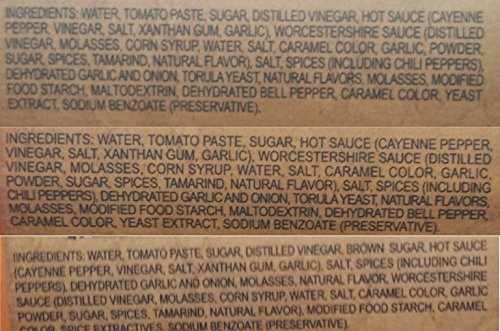 INGREDIENTS: WATER, TOMATO PASTE, SUGAR, DISTILLED VINEGAR, HOT SAUCE (CAYENNE
PEPPER, VINEGAR, SALT, XANTHAN GUM, GARLIC), WORCESTERSHIRE SAUCE (DISTILLED
VINEGAR, MOLASSES, CORN SYRUP, WATER, SALT, CARAMEL COLOR, GARLIC, POWDER,
SUGAR, SPICES, TAMARIND, NATURAL FLAVOR), SALT, SPICES (INCLUDING CHILI PEPPERS),
DEHYDRATED GARLIC AND ONION, TORULA YEAST, NATURAL FLAVORS, MOLASSES, MODIFIED
FOOD STARCH, MALTODEXTRIN, DEHYDRATED BELL PEPPER, CARAMEL COLOR, YEAST
EXTRACT, SODIUM BENZOATE (PRESERVATIVE).
INGREDIENTS: WATER, TOMATO PASTE, SUGAR, HOT SAUCE (CAYENNE PEPPER,
VINEGAR, SALT, XANTHAN GUM, GARLIC), WORCESTERSHIRE SAUCE (DISTILLED
VINEGAR, MOLASSES, CORN SYRUP, WATER, SALT, CARAMEL COLOR, GARLIC,
POWDER, SUGAR, SPICES, TAMARIND, NATURAL FLAVOR), SALT, SPICES (INCLUDING
CHILI PEPPERS), DEHYDRATED GARLIC AND ONION, TORULA YEAST, NATURAL FLAVORS,
MOLASSES, MODIFIED FOOD STARCH, MALTODEXTRIN, DEHYDRATED BELL PEPPER,
CARAMEL COLOR, YEAST EXTRACT, SODIUM BENZOATE (PRESERVATIVE).
INGREDIENTS: WATER, TOMATO PASTE, SUGAR, DISTILLED VINEGAR, BROWN SUGAR, HOT SAUCE
(CAYENNE PEPPER, VINEGAR, SALT, XANTHAN GUM, GARLIC), SALT, SPICES (INCLUDING CHILI
PEPPERS), DEHYDRATED GARLIC AND ONION, MOLASSES, NATURAL FLAVOR, WORCESTERSHIRE
SAUCE (DISTILLED VINEGAR, MOLASSES, CORN SYRUP, WATER, SALT, CARAMEL COLOR, GARLIC
POWDER, SUGAR, SPICES, TAMARIND, NATURAL FLAVOR), MODIFIED FOOD STARCH, CARAMEL
COLOR, SPICE EXTRACTIVES, SODIUM BENZOATE (PRESERVATIVE).